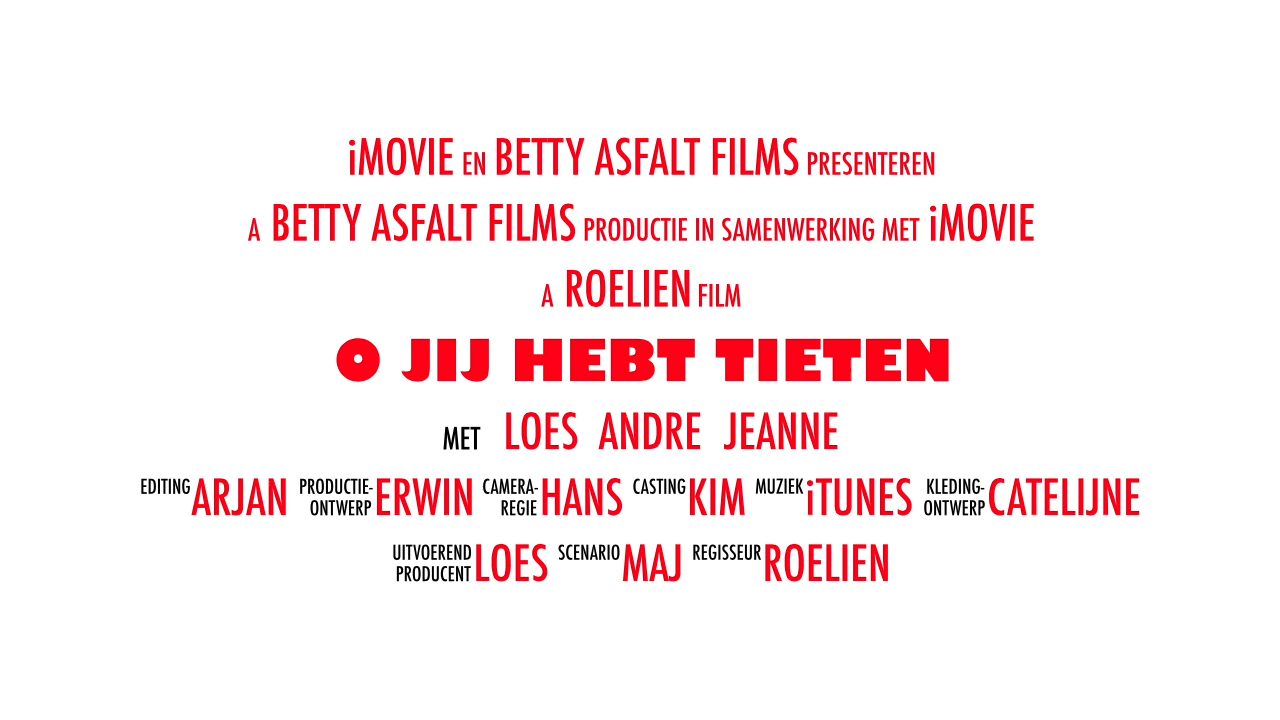 iMOVIE EN BETTY ASFALT FILMS PRESENTEREN
A BETTY ASFALT FILMS PRODUCTIE IN SAMENWERKING MET iMOVIE
A ROELIEN FILM
O JIJ HEBT TIETEN
MET LOES ANDRE JEANNE
EDITING ARJAN PRODUCTIE-ONTWERP ERWIN CAMERA-REGIE HANS CASTING KIM MUZIEK iTUNES KLEDING-ONTWERP CATELIJNE
UITVOEREND PRODUCENT LOES SCENARIO MAJ REGISSEUR ROELIEN